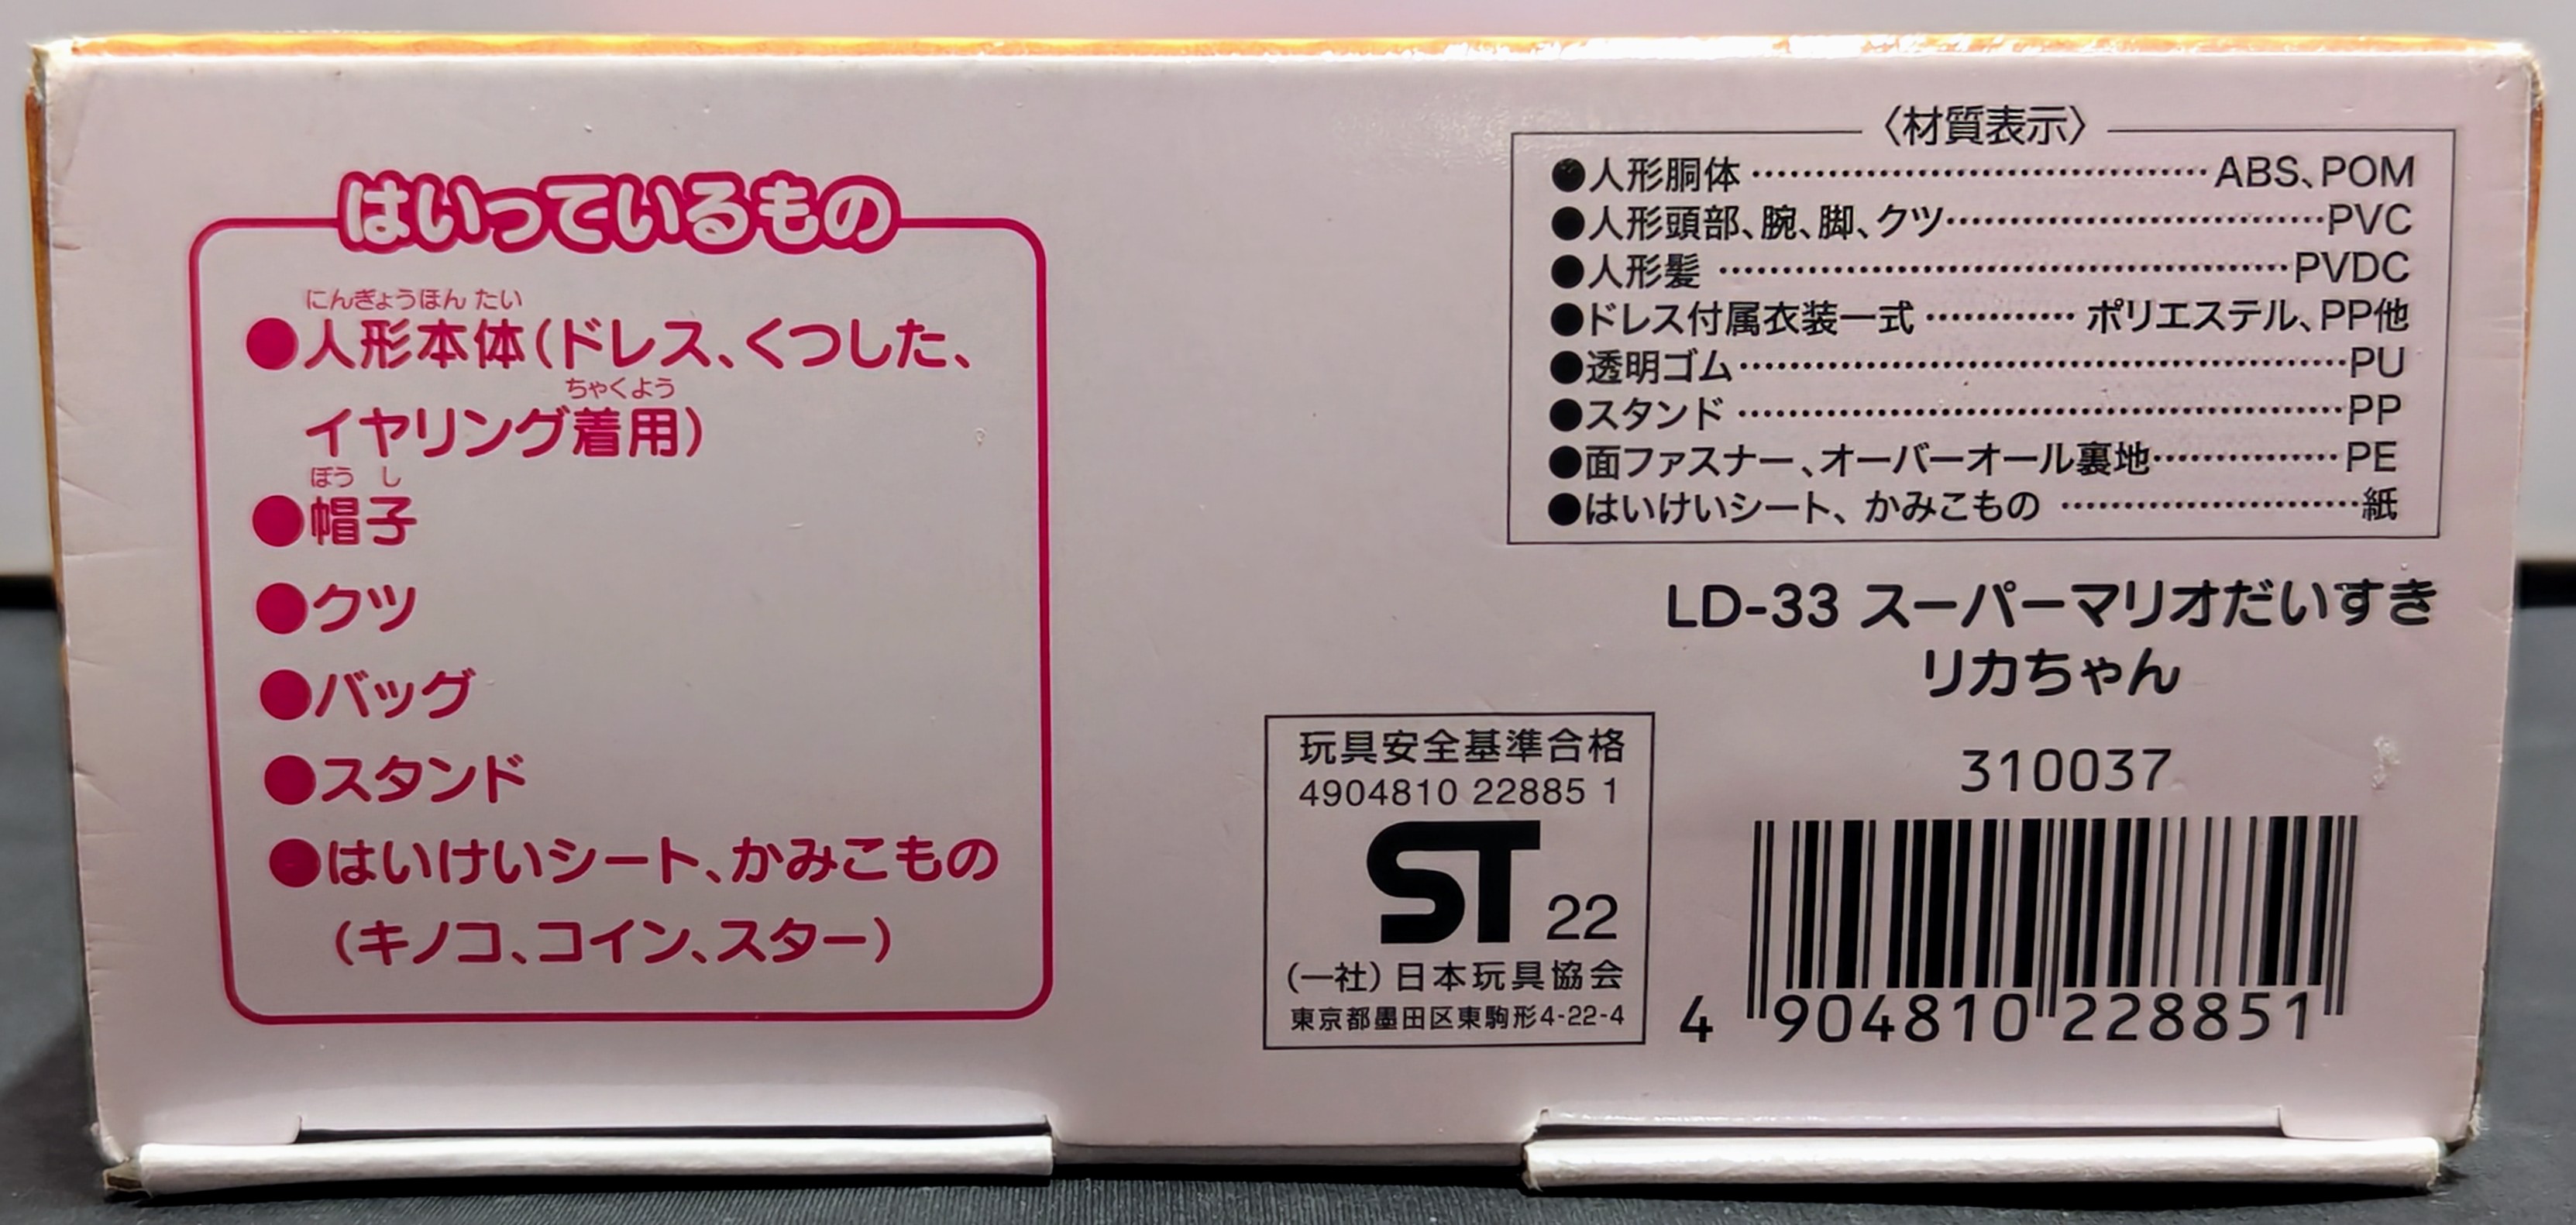 はいっているもの
にんぎょうほんたい
●人形本体(ドレス、くつした、
ちゃくよう
イヤリング着用)
ぼうし
●帽子
●クツ
●バッグ
●スタンド
●はいけいシート、かみこもの
(キノコ、コイン、スター)
〈材質表示〉
●人形胴体……………………………ABS、POM
●人形頭部、腕、脚、クツ………………………PVC
●人形髪……………………………………PVDC
●ドレス付属衣装一式…………ポリエステル、PP他
●透明ゴム………………………………………PU
●スタンド………………………………………PP
●面ファスナー、オーバーオール裏地……………PE
●はいけいシート、かみこもの…………………紙
LD-33 スーパーマリオだいすき
リカちゃん
310037
玩具安全基準合格
4904810 22885 1
ST 22
(一社)日本玩具協会
東京都墨田区東駒形4-22-4
4 904810 228851